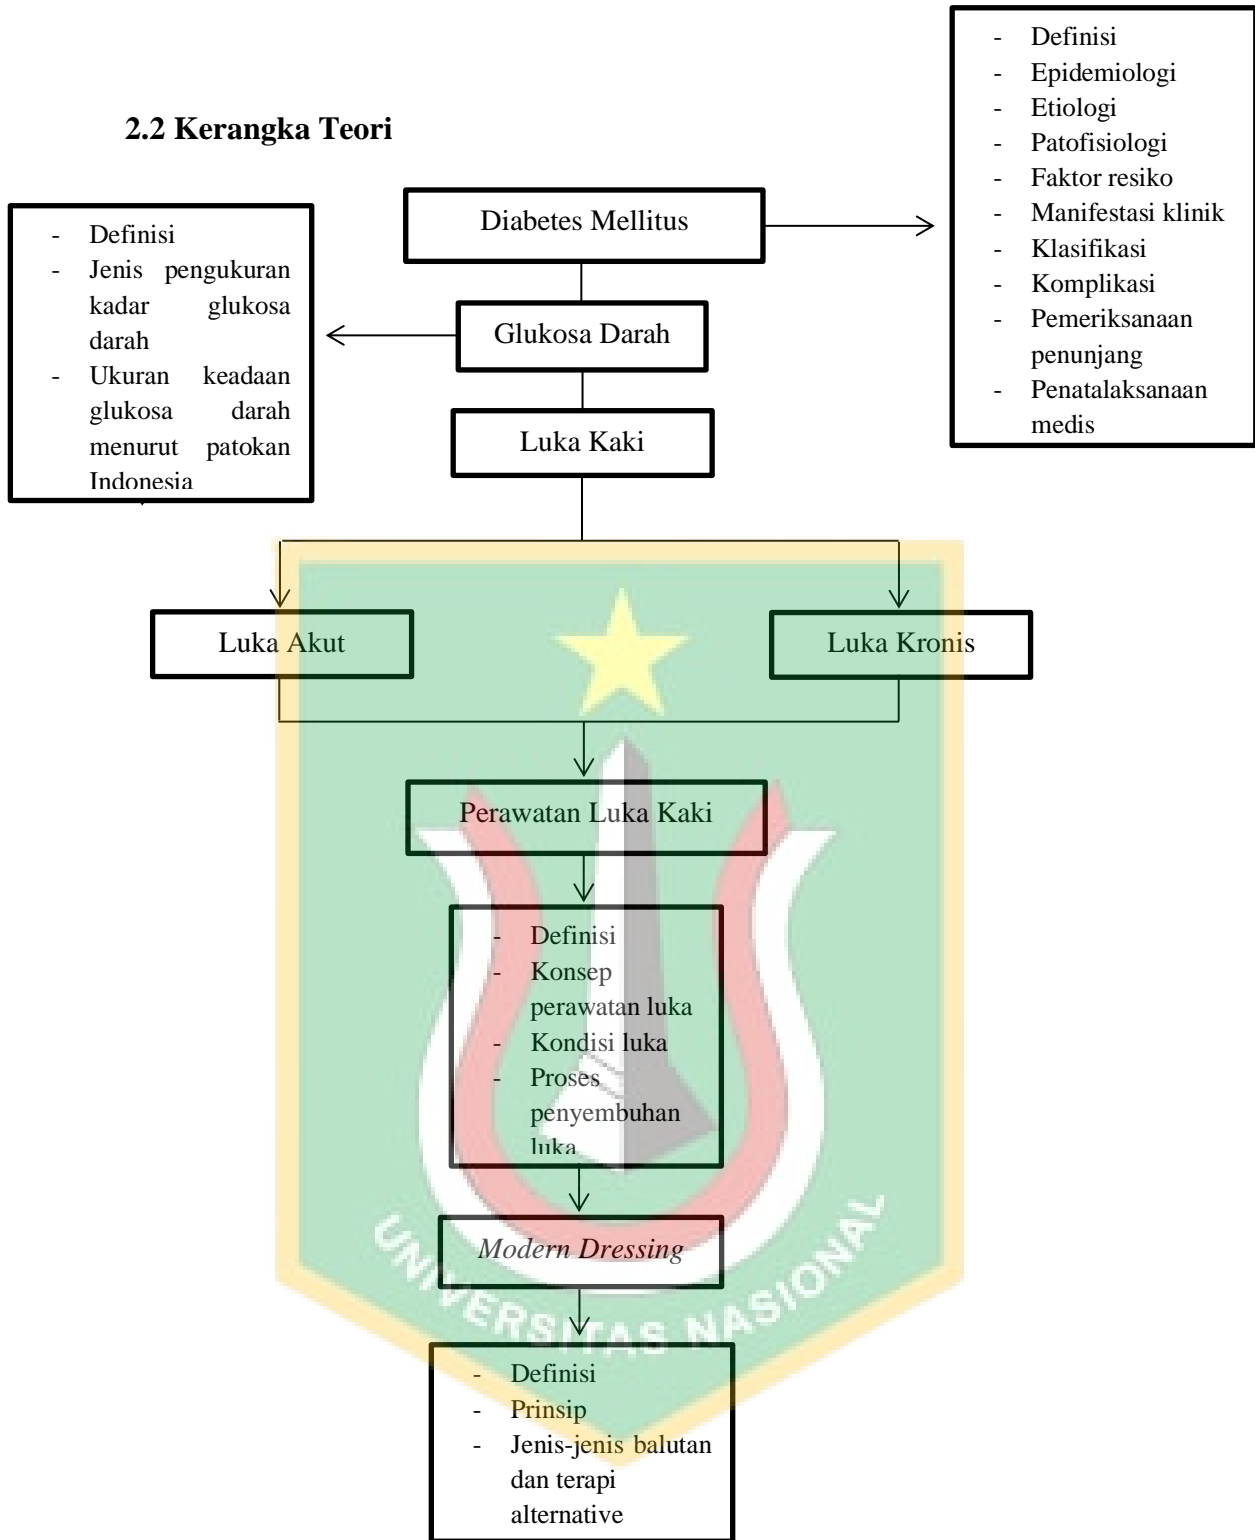 2.2 Kerangka Teori
- Definisi
- Epidemiologi
- Etiologi
- Patofisiologi
- Faktor resiko
- Manifestasi klinik
- Klasifikasi
- Komplikasi
- Pemeriksanaan
penunjang
- Penatalaksanaan
medis
Diabetes Mellitus
- Definisi
- Jenis pengukuran
kadar glukosa
darah
- Ukuran keadaan
glukosa darah
menurut patokan
Indonesia
Glukosa Darah
Luka Kaki
Luka Akut
Luka Kronis
Perawatan Luka Kaki
- Definisi
- Konsep
perawatan luka
- Kondisi luka
- Proses
penyembuhan
luka
Modern Dressing
- Definisi
- Prinsip
- Jenis-jenis balutan
dan terapi
alternative
UNIVERSITAS NASIONAL